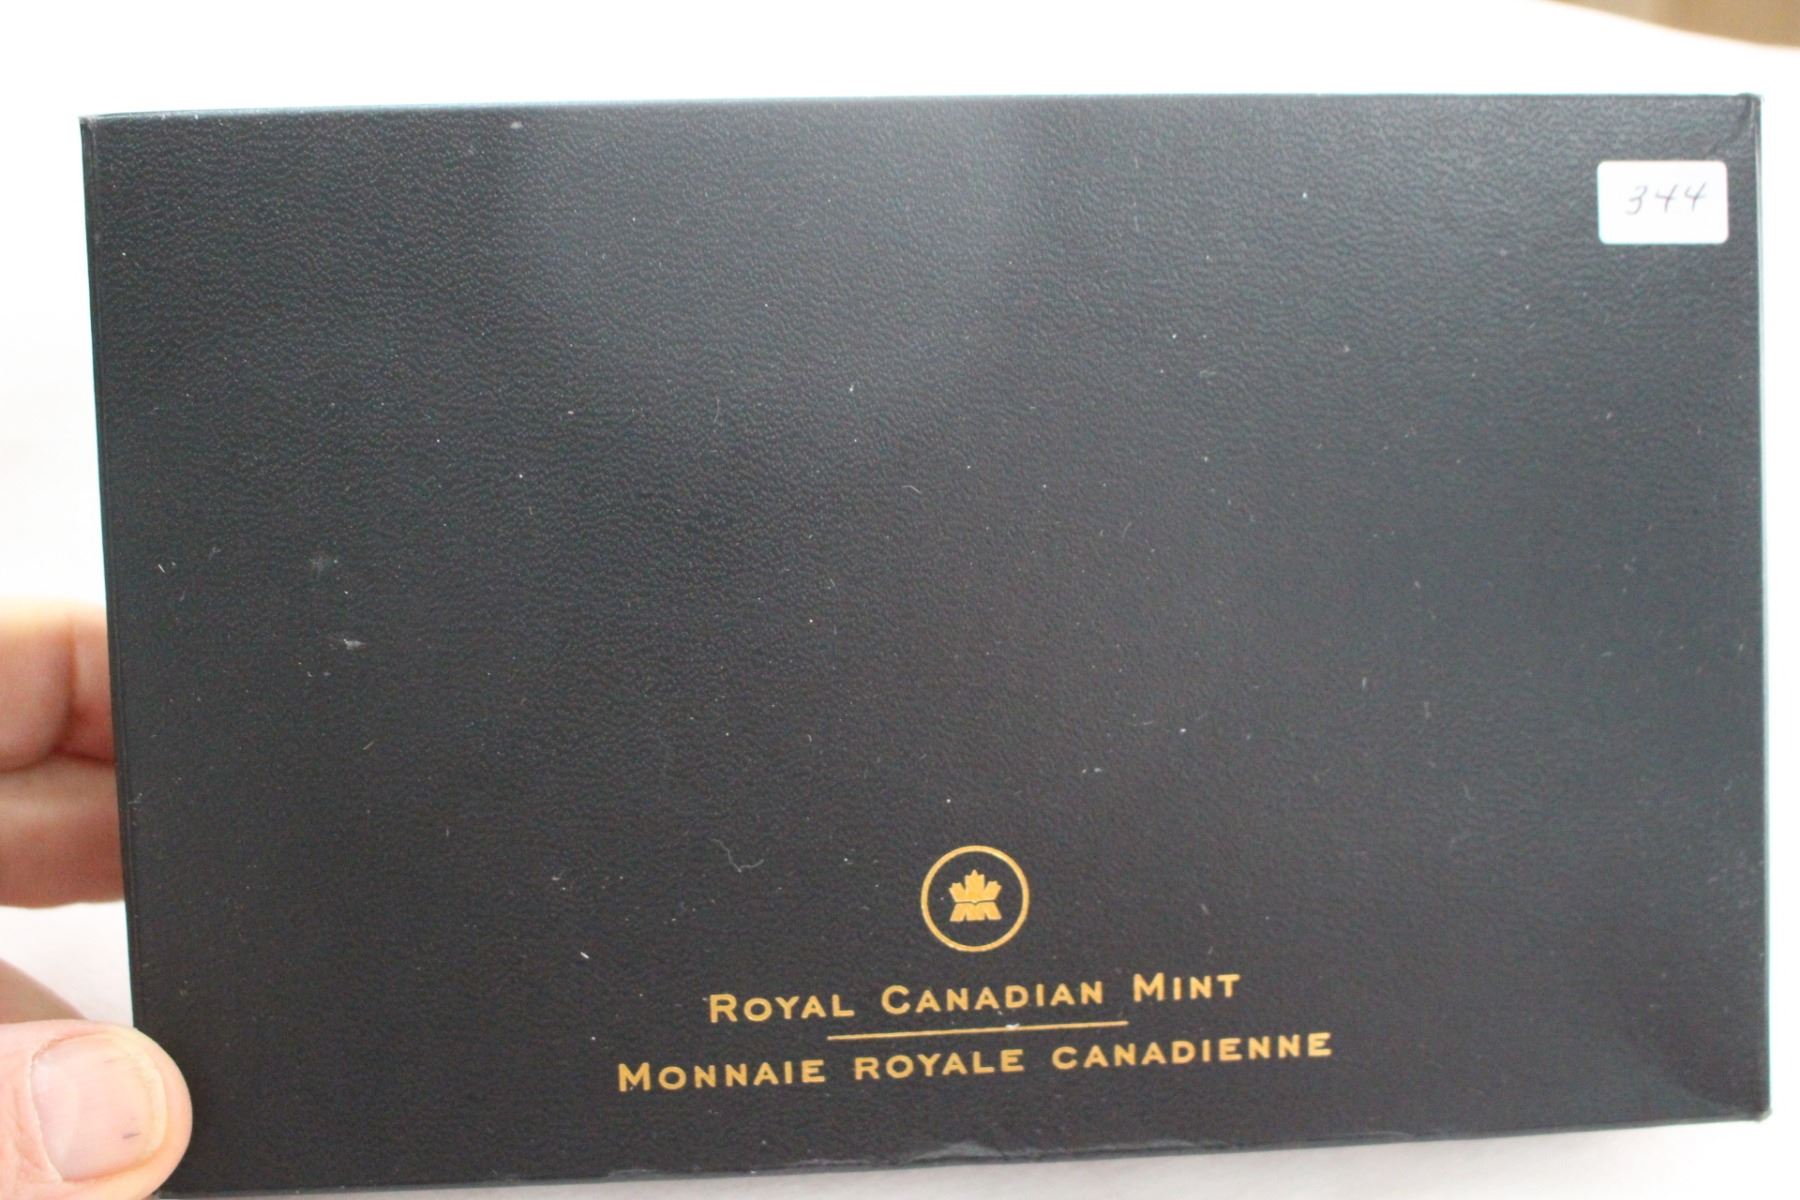 344
ROYAL CANADIAN MINT
MONNAIE ROYALE CANADIENNE